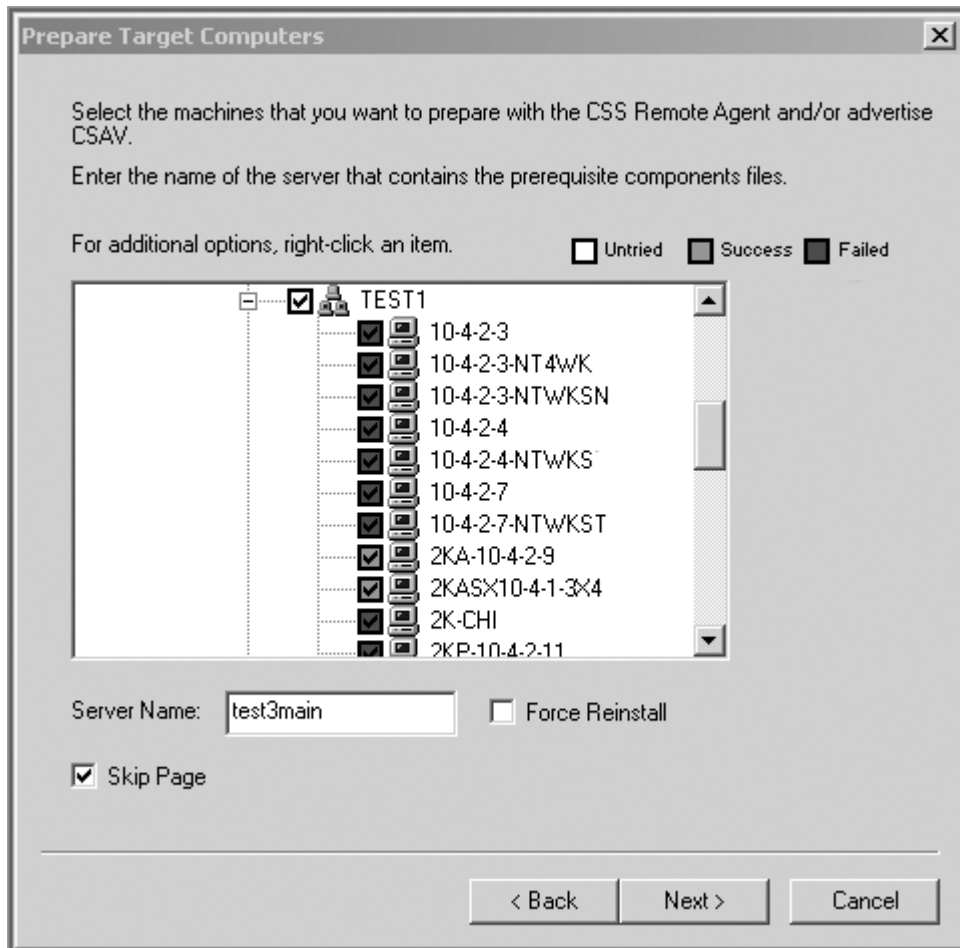 Prepare Target Computers
Select the machines that you want to prepare with the CSS Remote Agent and/or advertise
CSAV.
Enter the name of the server that contains the prerequisite components files.
For additional options, right-click an item.
Untried
Success
Failed
TEST1
10-4-2-3
10-4-2-3-NT4WK
10-4-2-3-NTWKSN
10-4-2-4
10-4-2-4-NTWKS
10-4-2-7
10-4-2-7-NTWKST
2KA-10-4-2-9
2KASX10-4-1-3X4
2K-CHI
2KP-10-4-2-11
Server Name:
test3main
Force Reinstall
Skip Page
< Back
Next >
Cancel